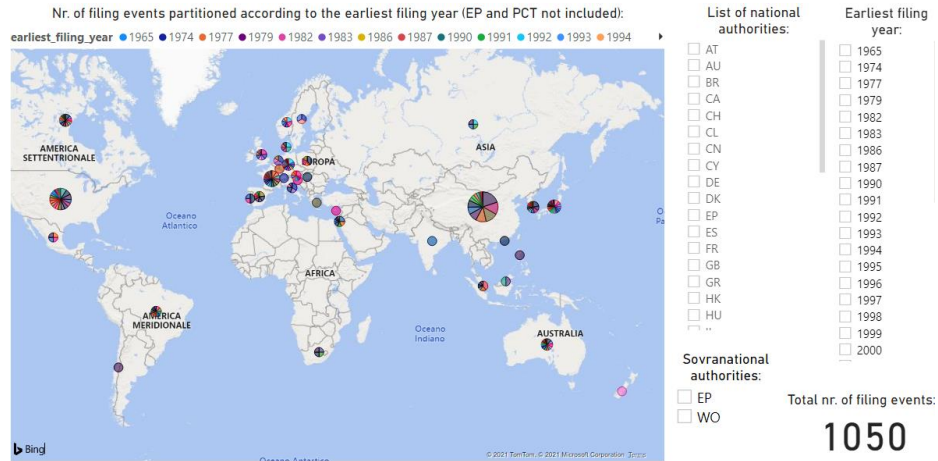 Nr. of filing events partitioned according to the earliest filing year (EP and PCT not included):
earliest_filing_year 1965 1974 1977 1979 1982 1983 1986 1987 1990 1991 1992 1993 1994
AMERICA
SETTENTRIONALE
EUROPA
ASIA
Oceano
Atlantico
AFRICA
AMERICA
MERIDIONALE
Oceano
Indiano
AUSTRALIA
Bing
© 2021 TomTom, © 2021 Microsoft Corporation Terms
Oceano Antartico
List of national
authorities:
AT
AU
BR
CA
CH
CL
CN
CY
DE
DK
EP
ES
FR
GB
GR
HK
HU
Earliest filing
year:
1965
1974
1977
1979
1982
1983
1986
1987
1990
1991
1992
1993
1994
1995
1996
1997
1998
1999
2000
Sovranational
authorities:
EP
WO
Total nr. of filing events:
1050